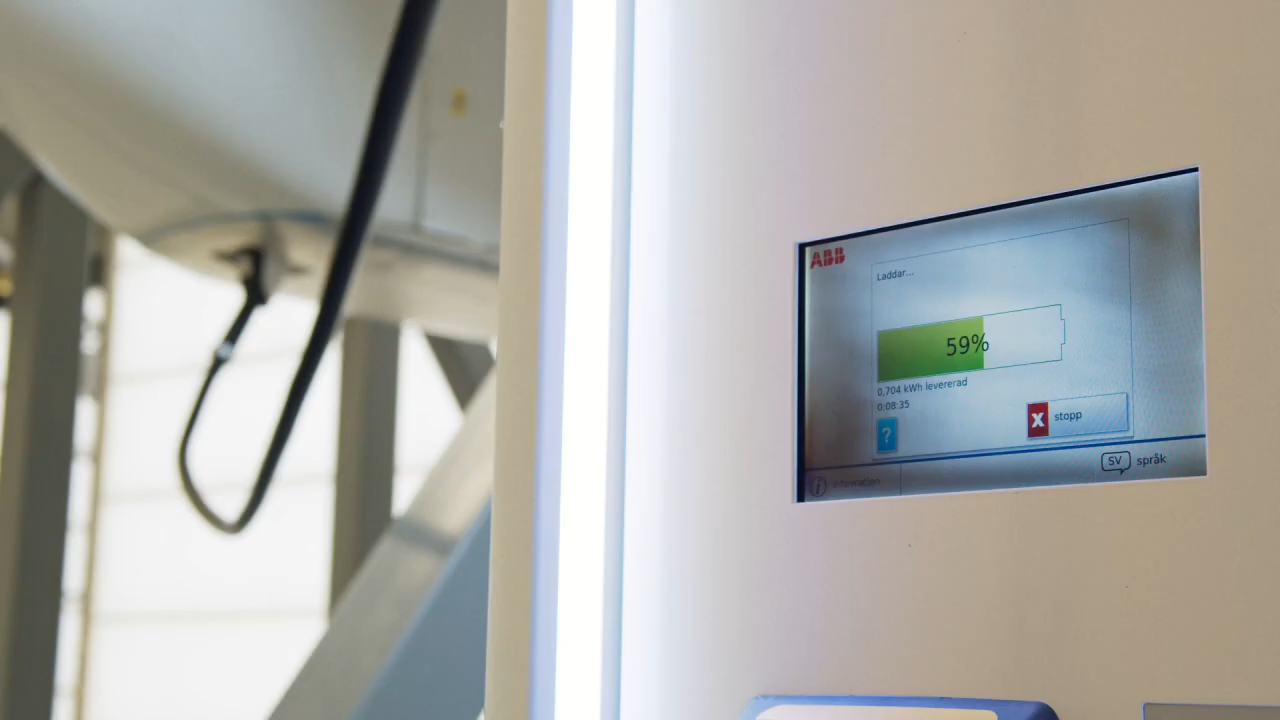 ABB
Laddar...
59%
0,704 kWh levererad
0:08:35
X stopp
?
SV språk
i information